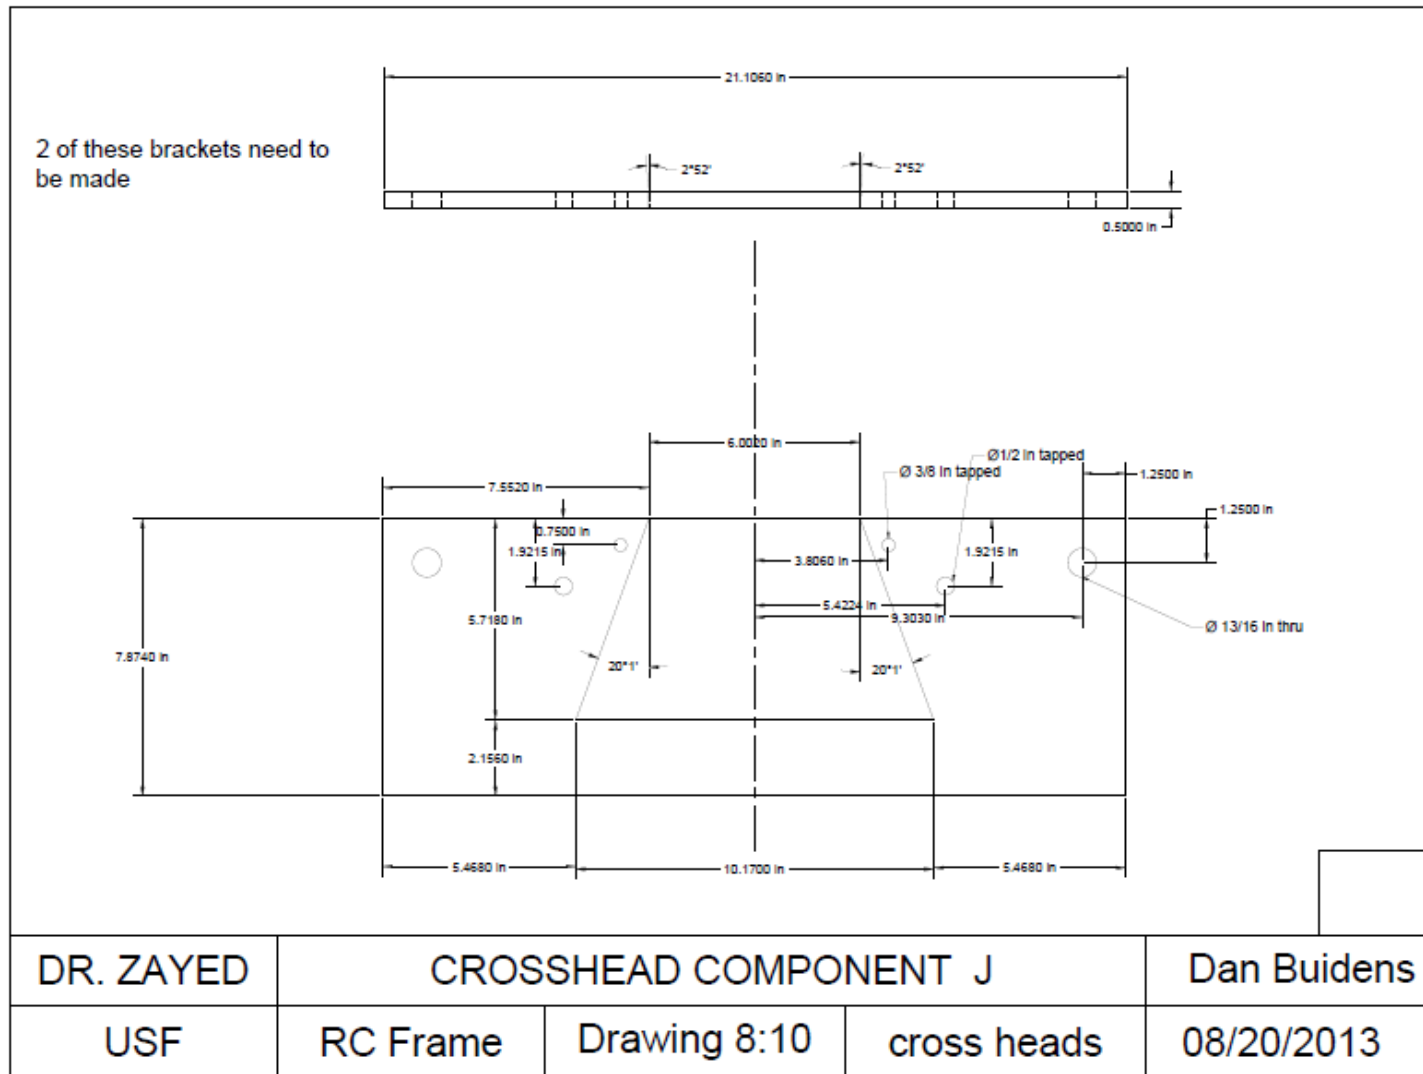 21.1060 in
2 of these brackets need to
be made
2°52'
2°52'
0.5000 in
6.0020 in
Ø1/2 in tapped
Ø 3/8 in tapped
1.2500 in
7.5520 in
1.2500 in
0.7500 in
1.9215 in
1.9215 in
3.8060 in
5.4224 in
9.3030 in
5.7180 in
Ø 13/16 in thru
7.8740 in
20°1'
20°1'
2.1560 in
5.4680 in
10.1700 in
5.4680 in
DR. ZAYED
CROSSHEAD COMPONENT J
Dan Buidens
USF
RC Frame
Drawing 8:10
cross heads
08/20/2013